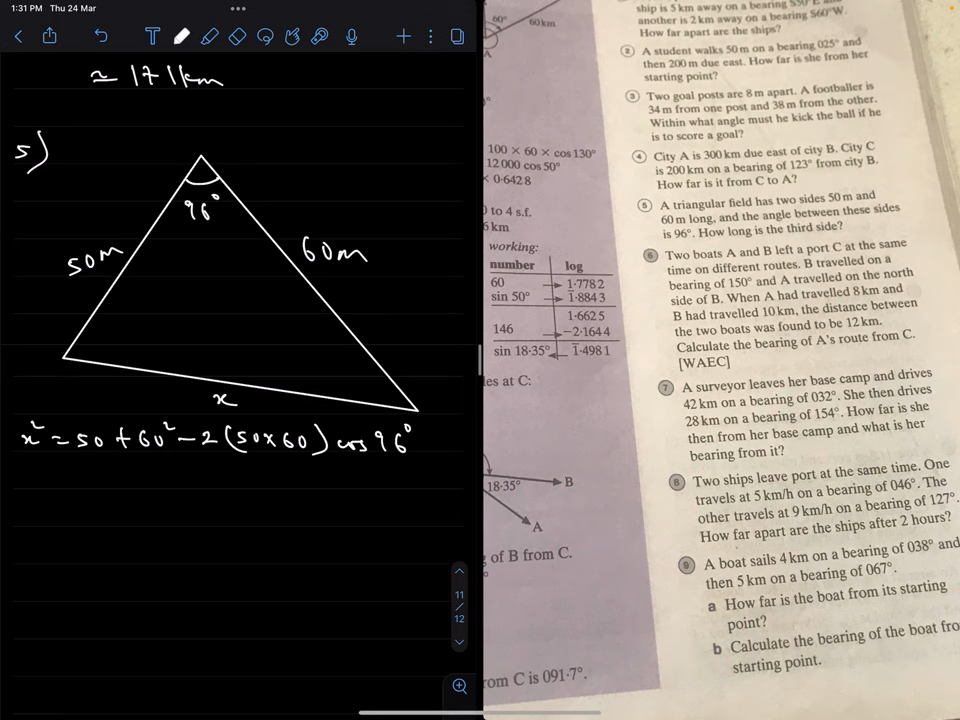 1:31 PM Thu 24 Mar
≃ 171km
5)
96°
50m
60m
x
x² = 50 + 60² - 2 (50 x 60) cos 96°
11
/
12
60°
60km
A
100 × 60 × cos 130°
12 000 cos 50°
× 0·6428
to 4 s.f.
km
working:
number log
60 → 1̄·7782
sin 50° → 1̄·8843
1̄·6625
146 → −2·1644
sin 18·35° ← 1̄·4981
les at C:
18·35°
B
A
of B from C.
rom C is 091·7°.
ship is 5 km away on a bearing S50°E and
another is 2 km away on a bearing S60°W.
How far apart are the ships?
2 A student walks 50 m on a bearing 025° and
then 200 m due east. How far is she from her
starting point?
3 Two goal posts are 8 m apart. A footballer is
34 m from one post and 38 m from the other.
Within what angle must he kick the ball if he
is to score a goal?
4 City A is 300 km due east of city B. City C
is 200 km on a bearing of 123° from city B.
How far is it from C to A?
5 A triangular field has two sides 50 m and
60 m long, and the angle between these sides
is 96°. How long is the third side?
6 Two boats A and B left a port C at the same
time on different routes. B travelled on a
bearing of 150° and A travelled on the north
side of B. When A had travelled 8 km and
B had travelled 10 km, the distance between
the two boats was found to be 12 km.
Calculate the bearing of A's route from C.
[WAEC]
7 A surveyor leaves her base camp and drives
42 km on a bearing of 032°. She then drives
28 km on a bearing of 154°. How far is she
then from her base camp and what is her
bearing from it?
8 Two ships leave port at the same time. One
travels at 5 km/h on a bearing of 046°. The
other travels at 9 km/h on a bearing of 127°.
How far apart are the ships after 2 hours?
9 A boat sails 4 km on a bearing of 038° and
then 5 km on a bearing of 067°.
a How far is the boat from its starting
point?
b Calculate the bearing of the boat fro
starting point.